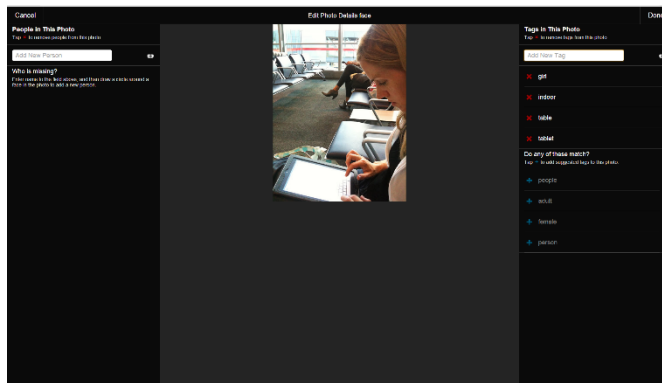 Cancel
Edit Photo Details face
Done
People In This Photo
Tap to remove people from this photo
Add New Person
Who is missing?
Enter name in the field above, and then draw a circle around a
face in the photo to add a new person.
Tags in This Photo
Tap to remove tags from this photo
Add New Tag
girl
indoor
table
tablet
Do any of these match?
Tap + to add suggested tags to this photo.
people
adult
female
person